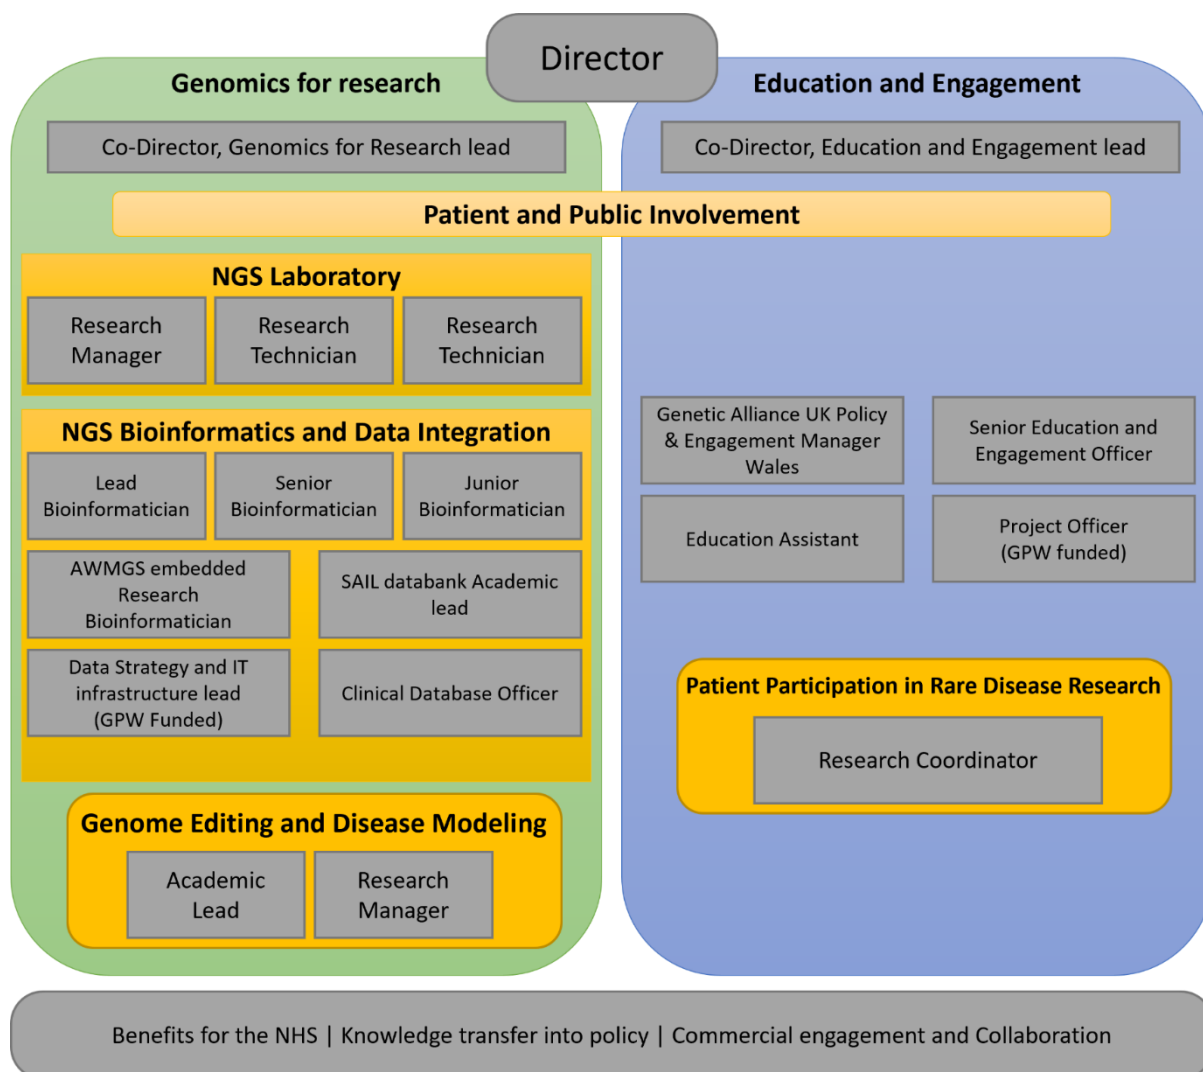 Director
Genomics for research
Education and Engagement
Co-Director, Genomics for Research lead
Co-Director, Education and Engagement lead
Patient and Public Involvement
NGS Laboratory
Research
Manager
Research
Technician
Research
Technician
NGS Bioinformatics and Data Integration
Lead
Bioinformatician
Senior
Bioinformatician
Junior
Bioinformatician
AWMGS embedded
Research
Bioinformatician
SAIL databank Academic
lead
Data Strategy and IT
infrastructure lead
(GPW Funded)
Clinical Database Officer
Genome Editing and Disease Modeling
Academic
Lead
Research
Manager
Genetic Alliance UK Policy
& Engagement Manager
Wales
Senior Education and
Engagement Officer
Education Assistant
Project Officer
(GPW funded)
Patient Participation in Rare Disease Research
Research Coordinator
Benefits for the NHS | Knowledge transfer into policy | Commercial engagement and Collaboration